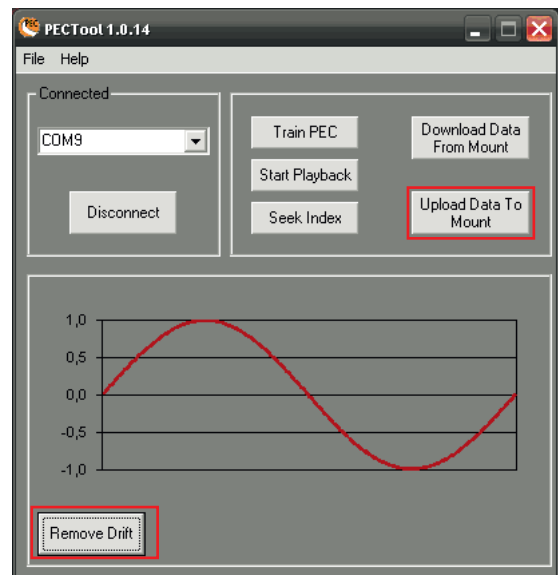 PECTool 1.0.14
File Help
Connected
COM9
Disconnect
Train PEC
Start Playback
Seek Index
Download Data
From Mount
Upload Data To
Mount
1,0
0,5
0,0
-0,5
-1,0
Remove Drift